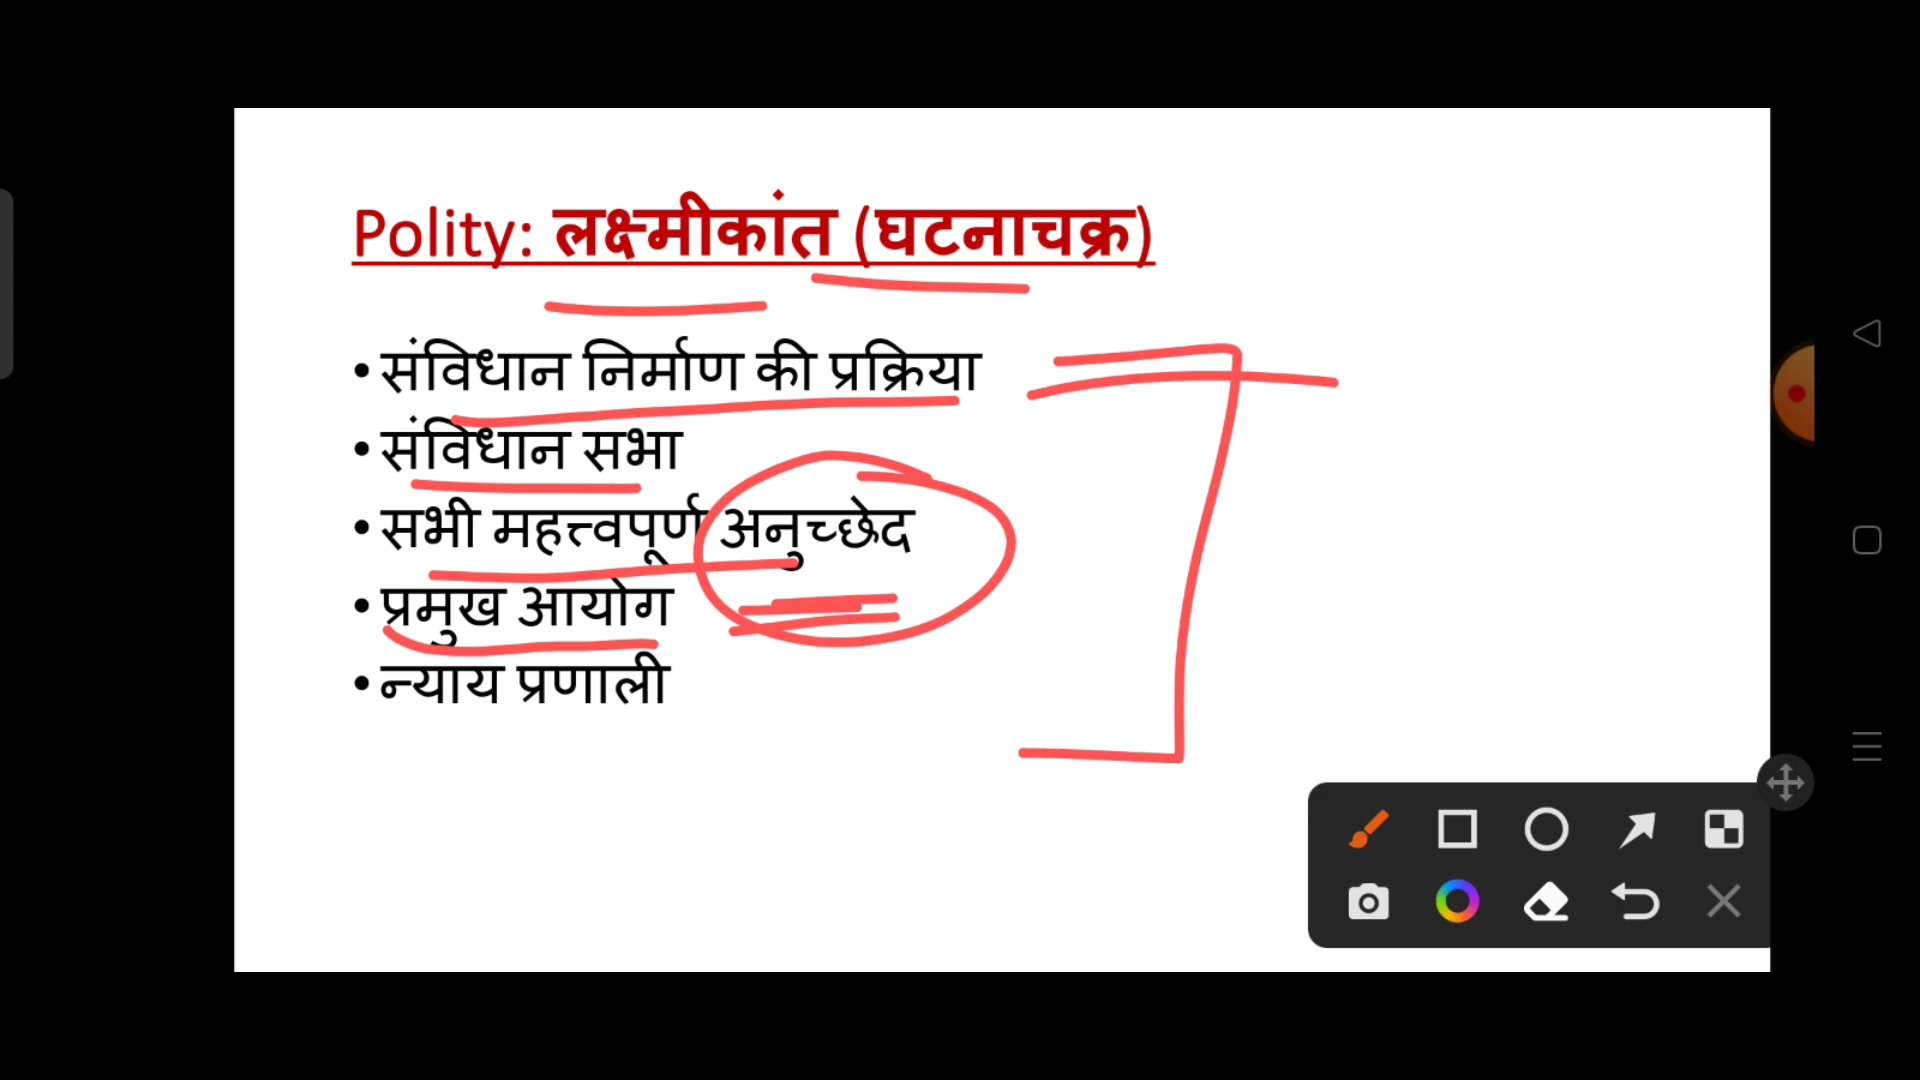 Polity: लक्ष्मीकांत (घटनाचक्र)
• संविधान निर्माण की प्रक्रिया
• संविधान सभा
• सभी महत्त्वपूर्ण अनुच्छेद
• प्रमुख आयोग
• न्याय प्रणाली